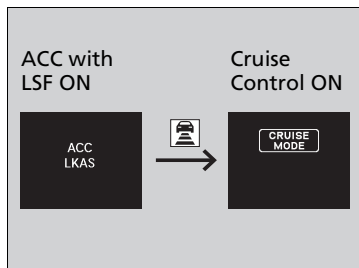 ACC with
LSF ON
Cruise
Control ON
ACC
LKAS
CRUISE
MODE